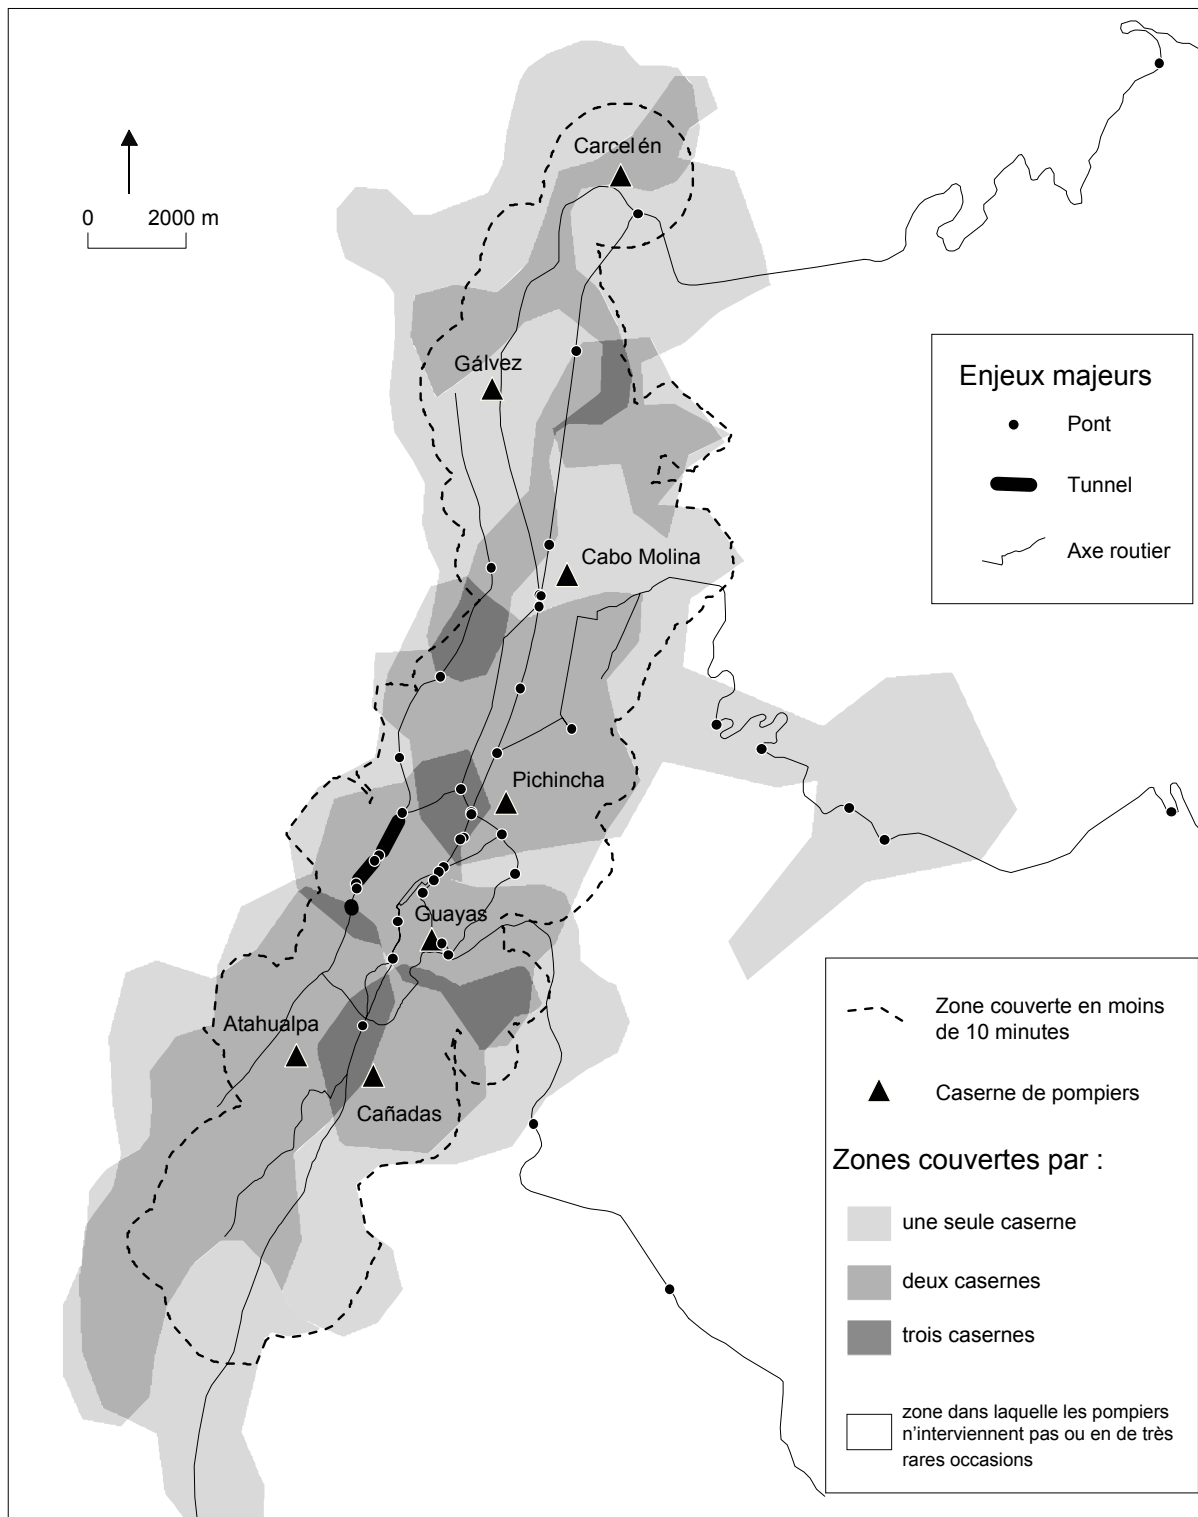 Carcelén
0 2000 m
Gálvez
Enjeux majeurs
Pont
Tunnel
Axe routier
Cabo Molina
Pichincha
Guayas
Atahualpa
Cañadas
Zone couverte en moins
de 10 minutes
Caserne de pompiers
Zones couvertes par :
une seule caserne
deux casernes
trois casernes
zone dans laquelle les pompiers
n'interviennent pas ou en de très
rares occasions